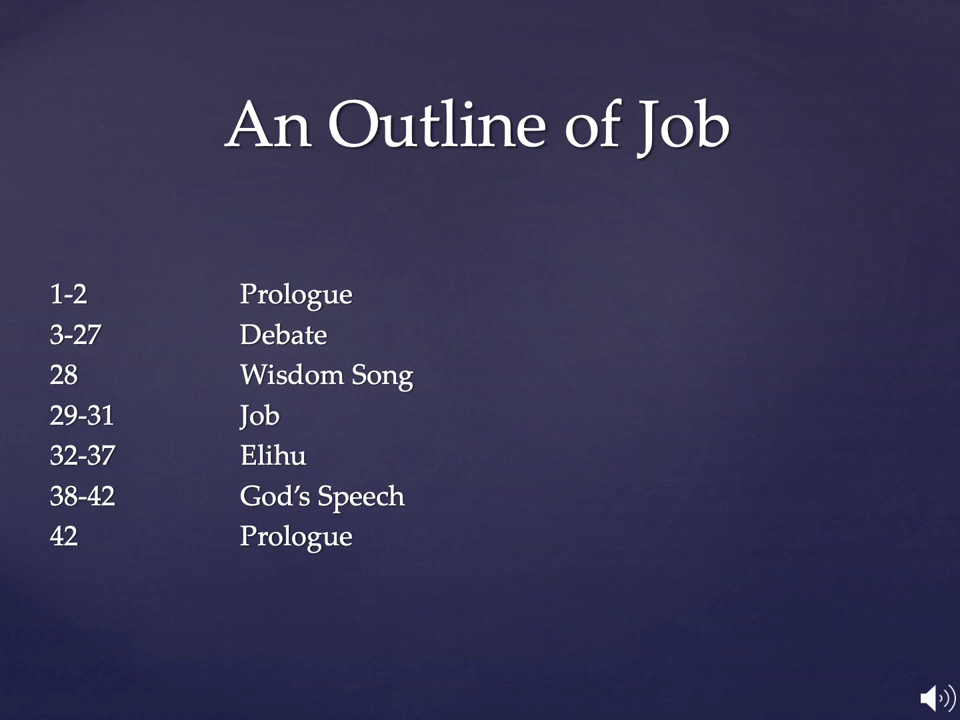 An Outline of Job
1-2 Prologue
3-27 Debate
28 Wisdom Song
29-31 Job
32-37 Elihu
38-42 God’s Speech
42 Prologue